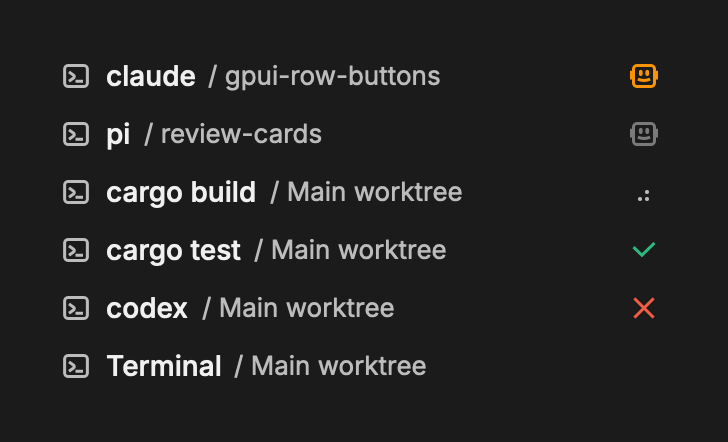 claude / gpui-row-buttons
pi / review-cards
cargo build / Main worktree
cargo test / Main worktree
codex / Main worktree
Terminal / Main worktree